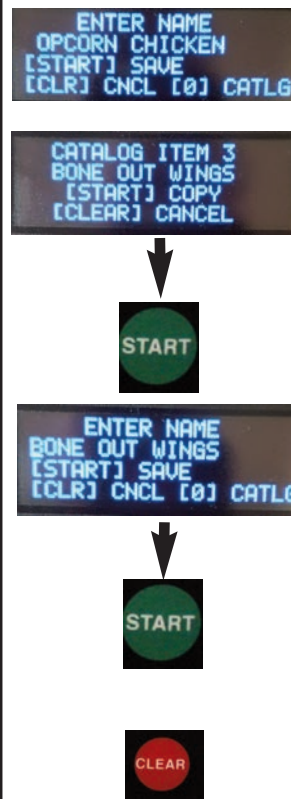 ENTER NAME
OPCORN CHICKEN
[START] SAVE
[CLR] CNCL [0] CATLG
CATALOG ITEM 3
BONE OUT WINGS
[START] COPY
[CLEAR] CANCEL
START
ENTER NAME
BONE OUT WINGS
[START] SAVE
[CLR] CNCL [0] CATLG
START
CLEAR